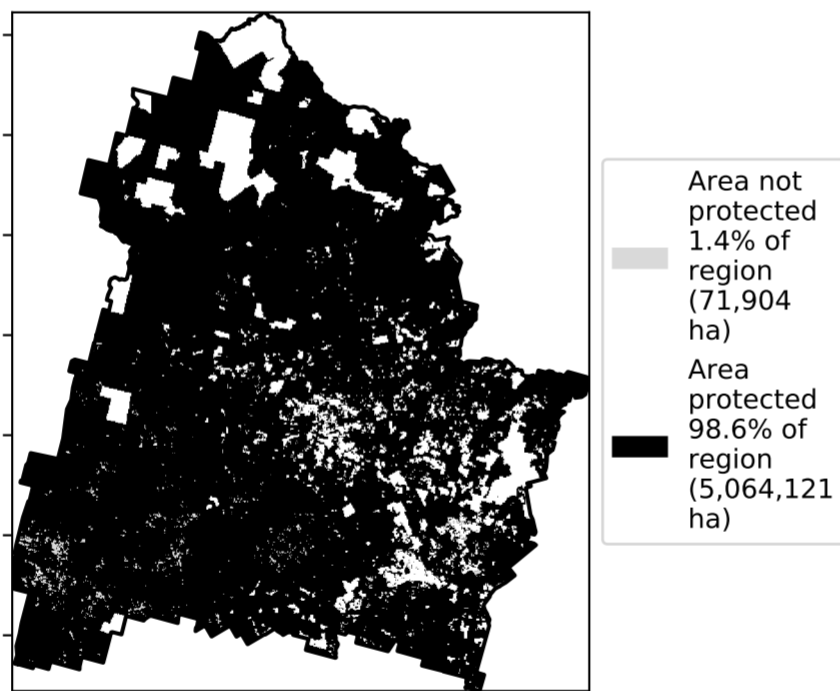 Area not
protected
1.4% of
region
(71,904
ha)
Area
protected
98.6% of
region
(5,064,121
ha)